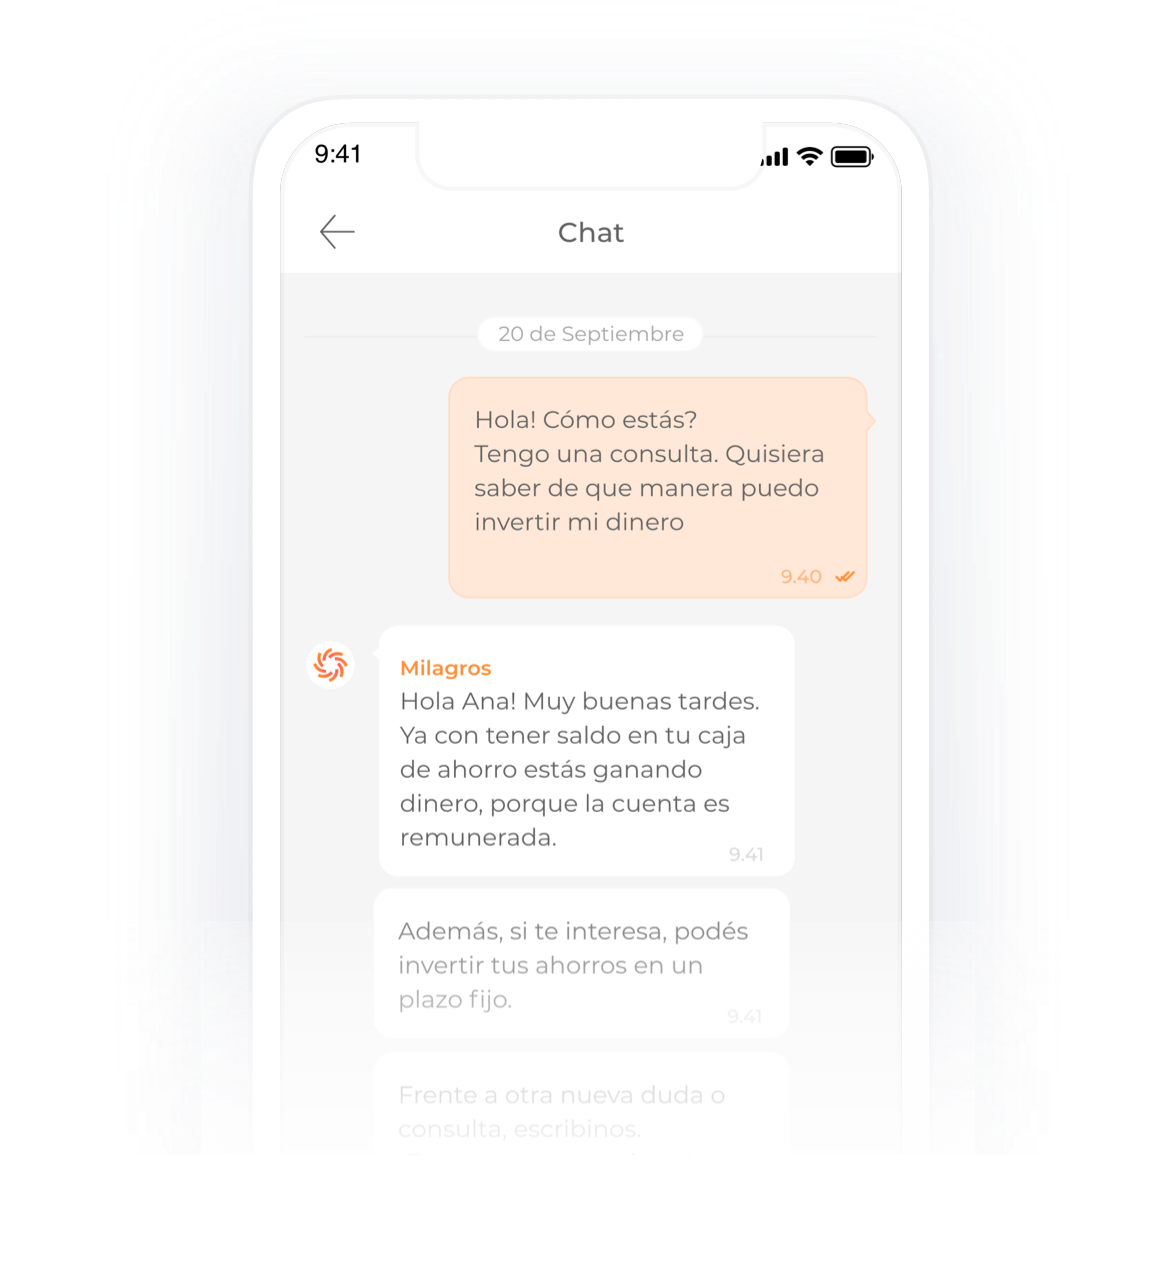 9:41
Chat
20 de Septiembre
Hola! Cómo estás?
Tengo una consulta. Quisiera
saber de que manera puedo
invertir mi dinero
9.40
Milagros
Hola Ana! Muy buenas tardes.
Ya con tener saldo en tu caja
de ahorro estás ganando
dinero, porque la cuenta es
remunerada.
9.41
Además, si te interesa, podés
invertir tus ahorros en un
plazo fijo.
9.41
Frente a otra nueva duda o
consulta, escribinos.